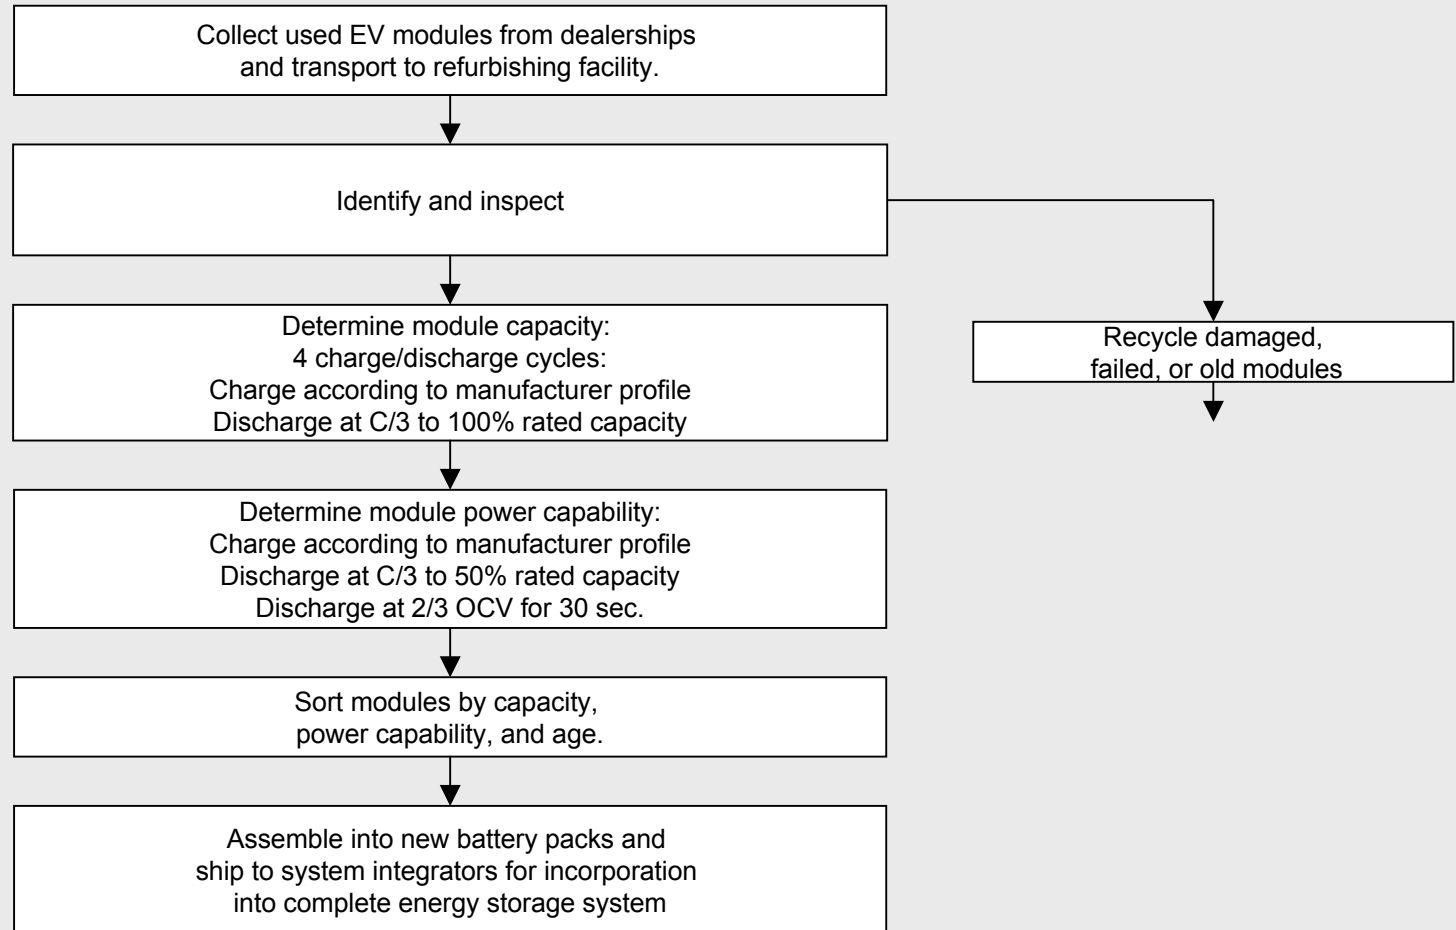 Collect used EV modules from dealerships
and transport to refurbishing facility.
Identify and inspect
Determine module capacity:
4 charge/discharge cycles:
Charge according to manufacturer profile
Discharge at C/3 to 100% rated capacity
Recycle damaged,
failed, or old modules
Determine module power capability:
Charge according to manufacturer profile
Discharge at C/3 to 50% rated capacity
Discharge at 2/3 OCV for 30 sec.
Sort modules by capacity,
power capability, and age.
Assemble into new battery packs and
ship to system integrators for incorporation
into complete energy storage system